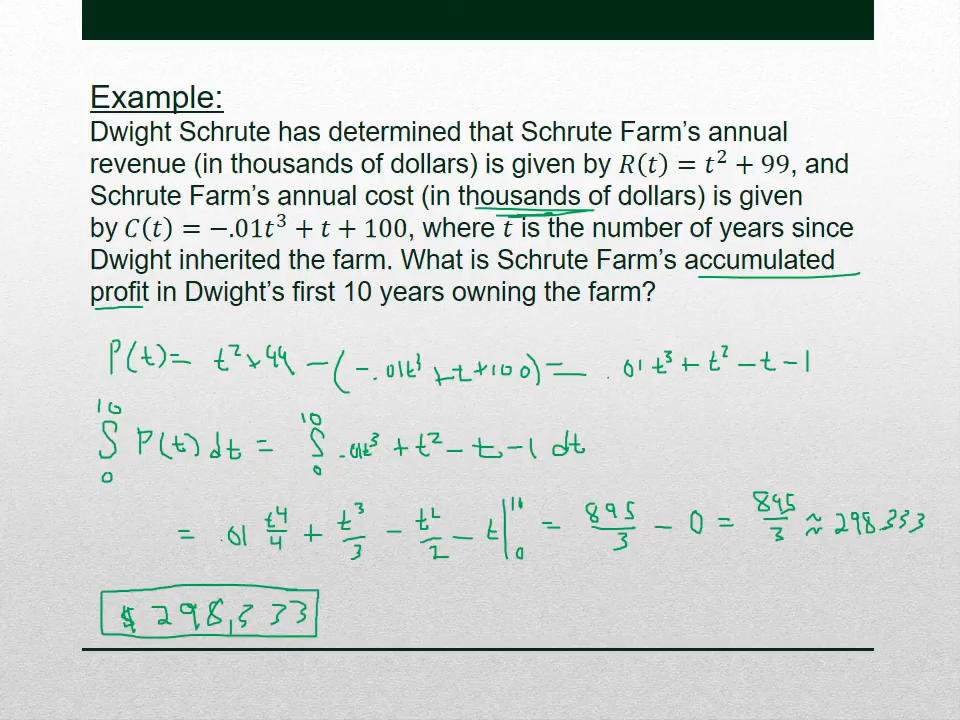 Example:
Dwight Schrute has determined that Schrute Farm's annual
revenue (in thousands of dollars) is given by R(t) = t² + 99, and
Schrute Farm's annual cost (in thousands of dollars) is given
by C(t) = −.01t³ + t + 100, where t is the number of years since
Dwight inherited the farm. What is Schrute Farm's accumulated
profit in Dwight's first 10 years owning the farm?
P(t) = t² + 99 − (−.01t³ + t + 100) = .01t³ + t² − t − 1
∫₀¹⁰ P(t) dt = ∫₀¹⁰ .01t³ + t² − t − 1 dt
= .01 t⁴/4 + t³/3 − t²/2 − t |₀¹⁰ = 895/3 − 0 = 895/3 ≈ 298.333
$298,333